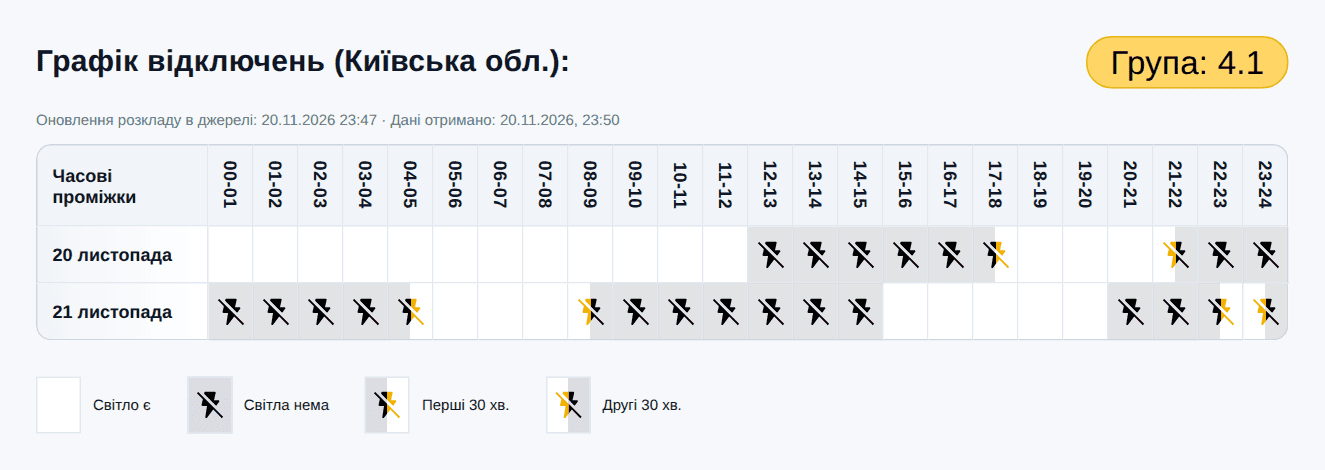 Графік відключень (Київська обл.):
Група: 4.1
Оновлення розкладу в джерелі: 20.11.2026 23:47 · Дані отримано: 20.11.2026, 23:50
Часові
проміжки
00-01
01-02
02-03
03-04
04-05
05-06
06-07
07-08
08-09
09-10
10-11
11-12
12-13
13-14
14-15
15-16
16-17
17-18
18-19
19-20
20-21
21-22
22-23
23-24
20 листопада
21 листопада
Світло є
Світла нема
Перші 30 хв.
Другі 30 хв.